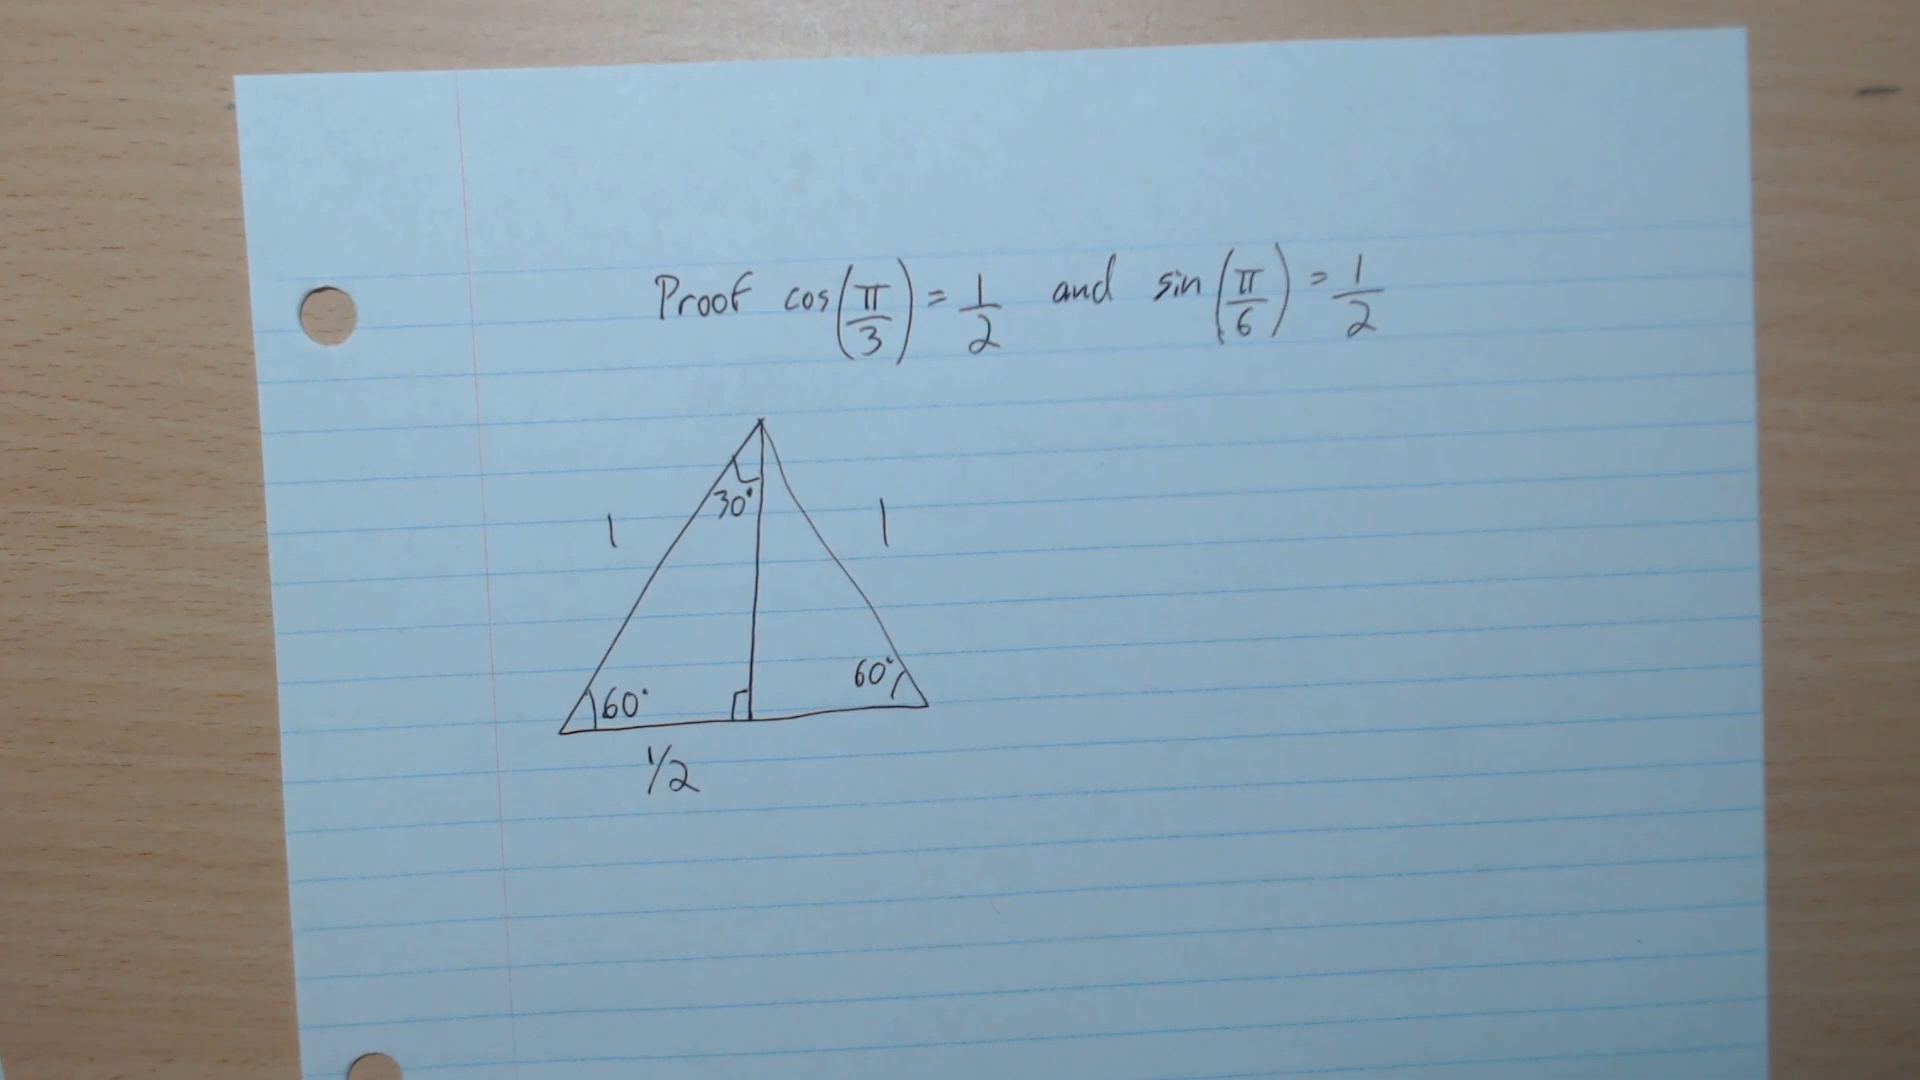 Proof cos(π/3) = 1/2 and sin(π/6) = 1/2
30°
1 1
60° 60°
1/2